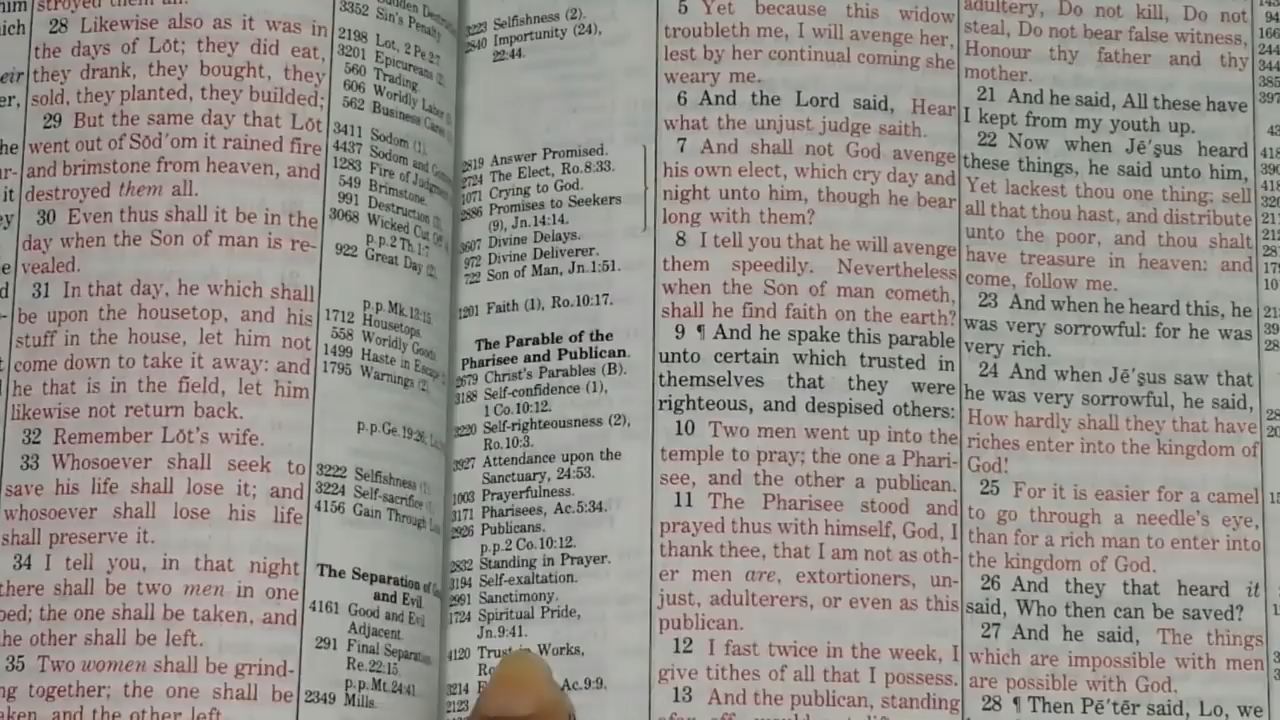 him stroyed them all.
28 Likewise also as it was in
the days of Lŏt; they did eat,
they drank, they bought, they
sold, they planted, they builded;
29 But the same day that Lŏt
went out of Sŏd'om it rained fire
and brimstone from heaven, and
destroyed them all.
30 Even thus shall it be in the
day when the Son of man is re-
vealed.
31 In that day, he which shall
be upon the housetop, and his
stuff in the house, let him not
come down to take it away: and
he that is in the field, let him
likewise not return back.
32 Remember Lŏt's wife.
33 Whosoever shall seek to
save his life shall lose it; and
whosoever shall lose his life
shall preserve it.
34 I tell you, in that night
there shall be two men in one
bed; the one shall be taken, and
the other shall be left.
35 Two women shall be grind-
ing together; the one shall be
taken, and the other left.
3352 Sin's Penalty
2198 Lot, 2 Pe.2:7
3201 Epicureans
560 Trading.
606 Worldly
562 Business
3411 Sodom (1).
4437 Sodom and
1283 Fire of
549 Brimstone.
991 Destruction
3068 Wicked
p.p.2 Th.1:7
922 Great Day (2)
p.p.Mk.13:15
1712 Housetops
558 Worldly
1499 Haste in
1795 Warnings (2)
p.p.Ge.19:26
3222 Selfishness
3224 Self-sacrifice
4156 Gain Through
The Separation of
and Evil.
4161 Good and Evil
Adjacent.
291 Final Separation
Re.22:15.
p.p.Mt.24:41
2349 Mills.
3223 Selfishness (2).
2840 Importunity (24),
22:44.
2819 Answer Promised.
2724 The Elect, Ro.8:33.
1071 Crying to God.
2886 Promises to Seekers
(9), Jn.14:14.
3607 Divine Delays.
972 Divine Deliverer.
722 Son of Man, Jn.1:51.
1201 Faith (1), Ro.10:17.
The Parable of the
Pharisee and Publican.
2679 Christ's Parables (B).
3188 Self-confidence (1),
1 Co.10:12.
3220 Self-righteousness (2),
Ro.10:3.
3927 Attendance upon the
Sanctuary, 24:53.
1003 Prayerfulness.
3171 Pharisees, Ac.5:34.
2926 Publicans.
p.p.2 Co.10:12.
2832 Standing in Prayer.
3194 Self-exaltation.
2991 Sanctimony.
1724 Spiritual Pride,
Jn.9:41.
4120 Trust in Works,
3214 Ac.9:9.
2123
5 Yet because this widow
troubleth me, I will avenge her,
lest by her continual coming she
weary me.
6 And the Lord said, Hear
what the unjust judge saith.
7 And shall not God avenge
his own elect, which cry day and
night unto him, though he bear
long with them?
8 I tell you that he will avenge
them speedily. Nevertheless
when the Son of man cometh,
shall he find faith on the earth?
9 ¶ And he spake this parable
unto certain which trusted in
themselves that they were
righteous, and despised others:
10 Two men went up into the
temple to pray; the one a Phari-
see, and the other a publican.
11 The Pharisee stood and
prayed thus with himself, God, I
thank thee, that I am not as oth-
er men are, extortioners, un-
just, adulterers, or even as this
publican.
12 I fast twice in the week, I
give tithes of all that I possess.
13 And the publican, standing
adultery, Do not kill, Do not
steal, Do not bear false witness,
Honour thy father and thy
mother.
21 And he said, All these have
I kept from my youth up.
22 Now when Jē'ṣus heard
these things, he said unto him,
Yet lackest thou one thing: sell
all that thou hast, and distribute
unto the poor, and thou shalt
have treasure in heaven: and
come, follow me.
23 And when he heard this, he
was very sorrowful: for he was
very rich.
24 And when Jē'ṣus saw that
he was very sorrowful, he said,
How hardly shall they that have
riches enter into the kingdom of
God!
25 For it is easier for a camel
to go through a needle's eye,
than for a rich man to enter into
the kingdom of God.
26 And they that heard it
said, Who then can be saved?
27 And he said, The things
which are impossible with men
are possible with God.
28 ¶ Then Pē'tẽr said, Lo, we